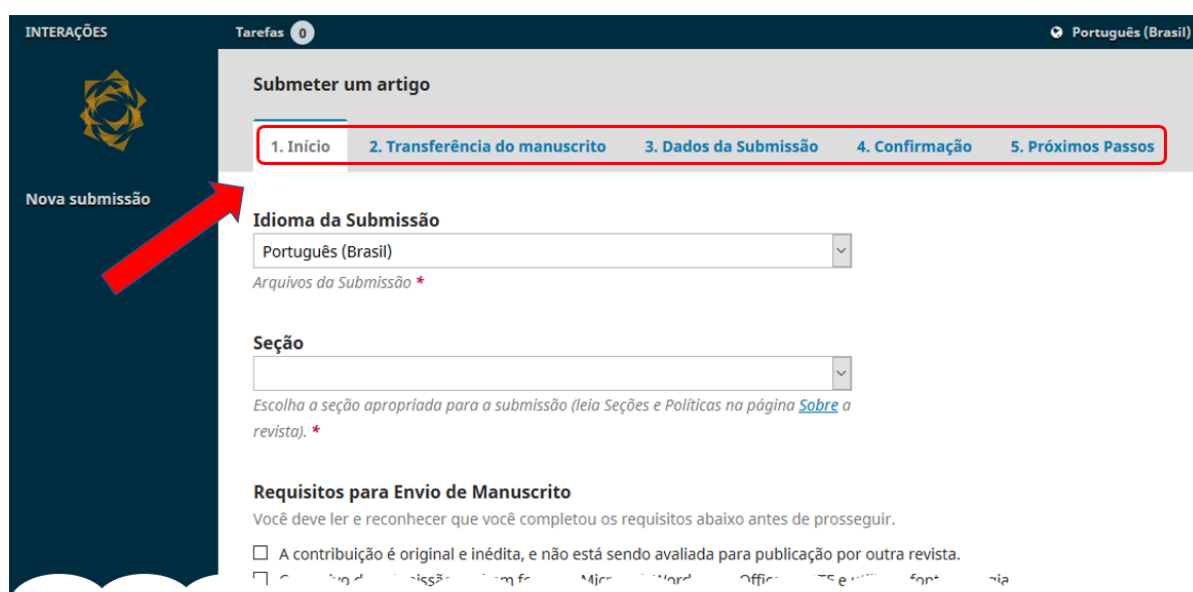 INTERAÇÕES
Tarefas 0
Português (Brasil)
Submeter um artigo
1. Início 2. Transferência do manuscrito 3. Dados da Submissão 4. Confirmação 5. Próximos Passos
Nova submissão
Idioma da Submissão
Português (Brasil)
Arquivos da Submissão *
Seção
Escolha a seção apropriada para a submissão (leia Seções e Políticas na página Sobre a
revista). *
Requisitos para Envio de Manuscrito
Você deve ler e reconhecer que você completou os requisitos abaixo antes de prosseguir.
A contribuição é original e inédita, e não está sendo avaliada para publicação por outra revista.